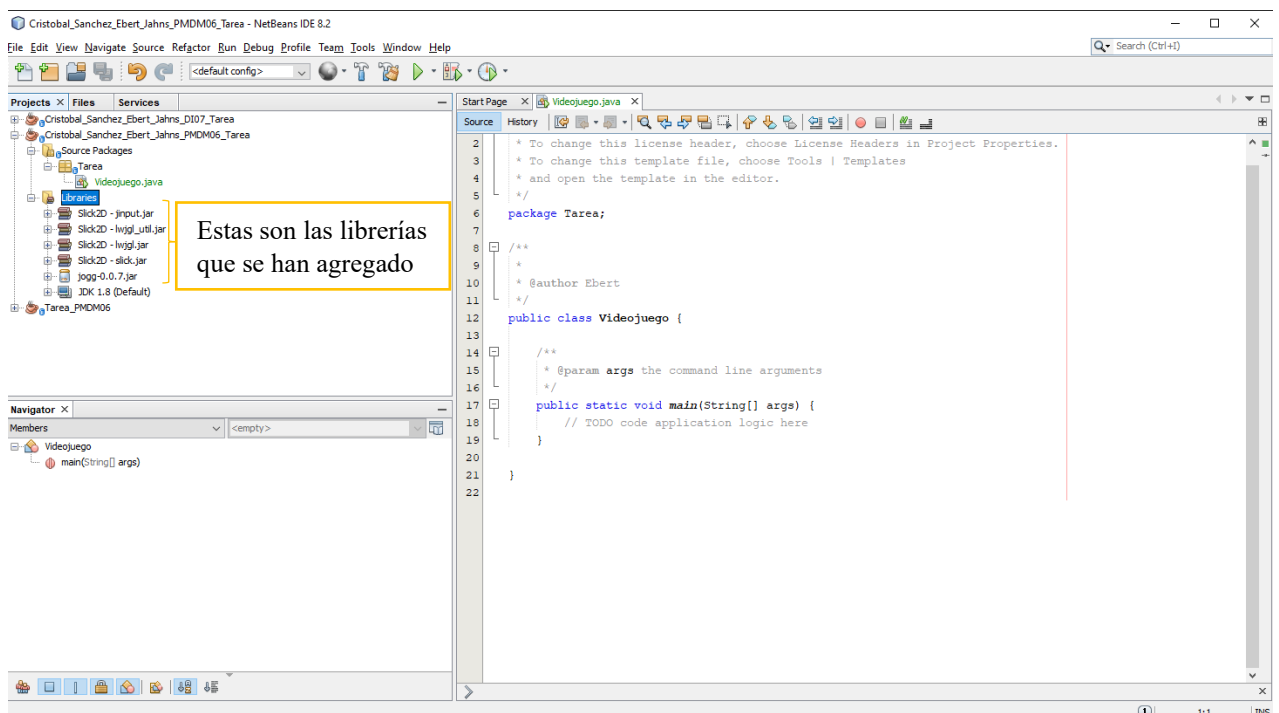 Cristobal_Sanchez_Ebert_Jahns_PMDM06_Tarea - NetBeans IDE 8.2
File Edit View Navigate Source Refactor Run Debug Profile Team Tools Window Help
Search (Ctrl+I)
<default config>
Projects Files Services
Cristobal_Sanchez_Ebert_Jahns_DI07_Tarea
Cristobal_Sanchez_Ebert_Jahns_PMDM06_Tarea
Source Packages
Tarea
Videojuego.java
Libraries
Slick2D - jinput.jar
Slick2D - lwjgl_util.jar
Slick2D - lwjgl.jar
Slick2D - slick.jar
jogg-0.0.7.jar
JDK 1.8 (Default)
Tarea_PMDM06
Estas son las librerías
que se han agregado
Navigator
Members <empty>
Videojuego
main(String[] args)
Start Page Videojuego.java
Source History
2 * To change this license header, choose License Headers in Project Properties.
3 * To change this template file, choose Tools | Templates
4 * and open the template in the editor.
5 */
6 package Tarea;
7
8 /**
9 *
10 * @author Ebert
11 */
12 public class Videojuego {
13
14 /**
15 * @param args the command line arguments
16 */
17 public static void main(String[] args) {
18 // TODO code application logic here
19 }
20
21 }
22
1 1:1 INS